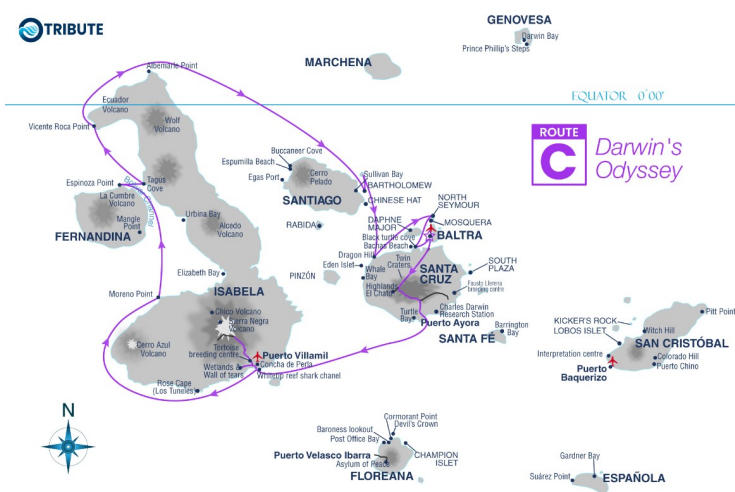 TRIBUTE
GENOVESA
Darwin Bay
Prince Phillip's Steps
MARCHENA
Albemarle Point
EQUATOR 0°00'
Ecuador
Volcano
Wolf
Volcano
Vicente Roca Point
ROUTE
C
Darwin's
Odyssey
Buccaneer Cove
Espumilla Beach
Egas Port
Cerro
Pelado
Sullivan Bay
BARTHOLOMEW
CHINESE HAT
SANTIAGO
Espinoza Point
Tagus
Cove
La Cumbre
Volcano
Mangle
Point
FERNANDINA
Urbina Bay
Alcedo
Volcano
RABIDA
NORTH
SEYMOUR
MOSQUERA
DAPHNE
MAJOR
BALTRA
Black turtle cove
Bachas Beach
Dragon Hill
Twin
Craters
Eden Islet
Whale
Bay
SANTA
CRUZ
SOUTH
PLAZA
PINZÓN
Highlands
El Chato
Charles Darwin
Research Station
Turtle
Bay
Puerto Ayora
Elizabeth Bay
Moreno Point
ISABELA
Chico Volcano
Sierra Negra
Volcano
Cerro Azul
Volcano
Tortoise
breeding centre
Puerto Villamil
Concha de Perla
Wetlands &
Wall of tears
Whitetip reef shark chanel
Rose Cape
(Los Tuneles)
Barrington
Bay
SANTA FÉ
KICKER'S ROCK
LOBOS ISLET
Pitt Point
Witch Hill
SAN CRISTÓBAL
Interpretation centre
Colorado Hill
Puerto Chino
Puerto
Baquerizo
N
Cormorant Point
Devil's Crown
Baroness lookout
Post Office Bay
CHAMPION
ISLET
Puerto Velasco Ibarra
Asylum of Peace
FLOREANA
Gardner Bay
Suárez Point
ESPAÑOLA